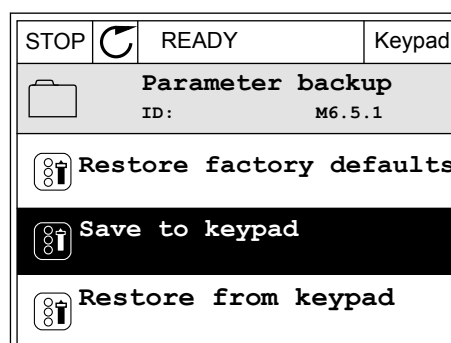 STOP READY Keypad
Parameter backup
ID: M6.5.1
Restore factory defaults
Save to keypad
Restore from keypad